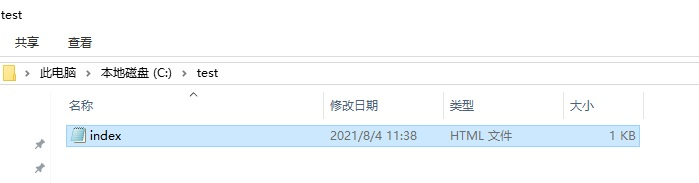 test
共享 查看
此电脑 本地磁盘 (C:) test
名称 修改日期 类型 大小
index 2021/8/4 11:38 HTML 文件 1 KB